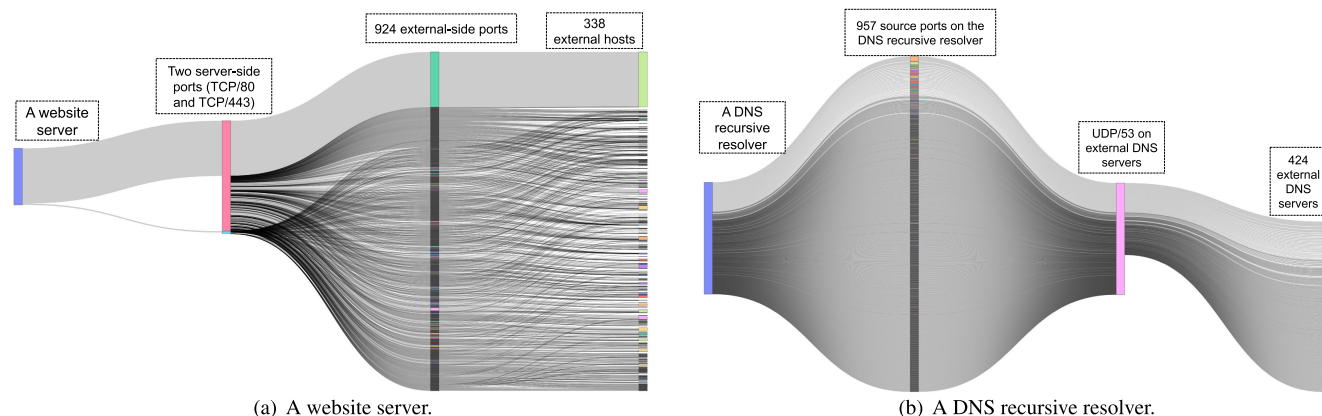 A website
server
Two server-side
ports (TCP/80
and TCP/443)
924 external-side ports
338
external hosts
(a) A website server.
A DNS
recursive
resolver
957 source ports on the
DNS recursive resolver
UDP/53 on
external DNS
servers
424
external
DNS
servers
(b) A DNS recursive resolver.